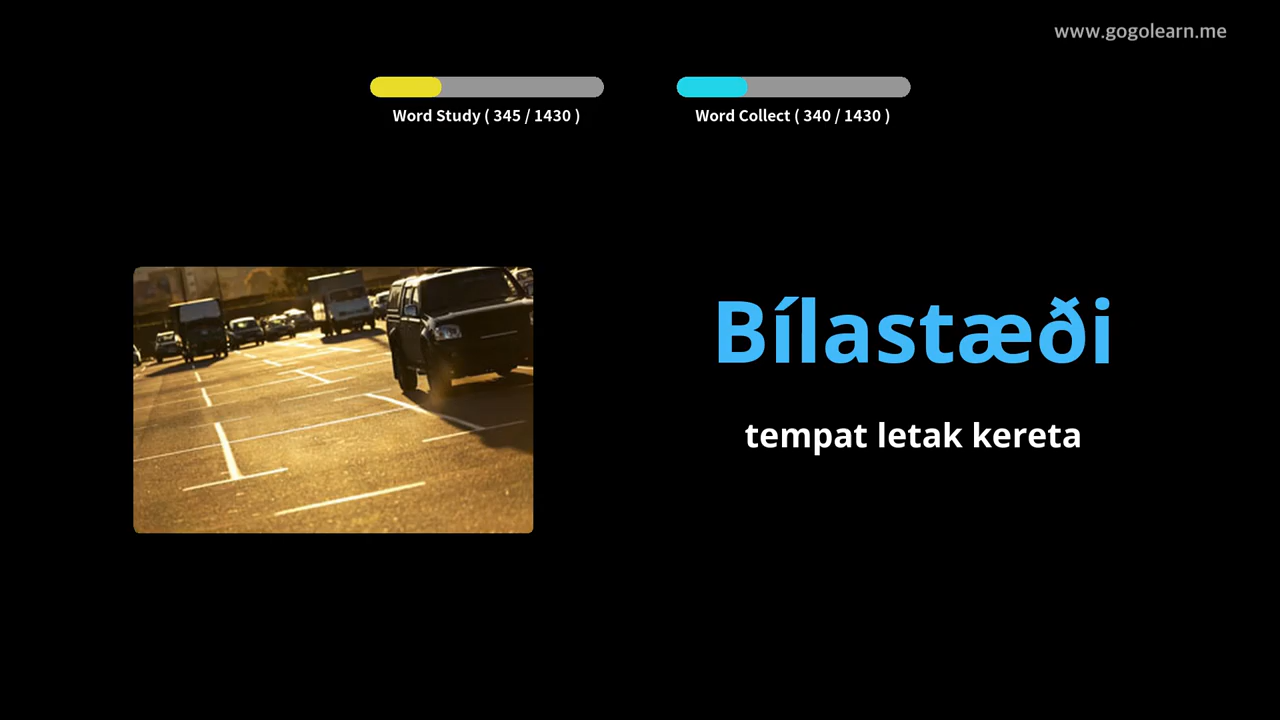 www.gogolearn.me
Word Study ( 345 / 1430 )
Word Collect ( 340 / 1430 )
Bílastæði
tempat letak kereta